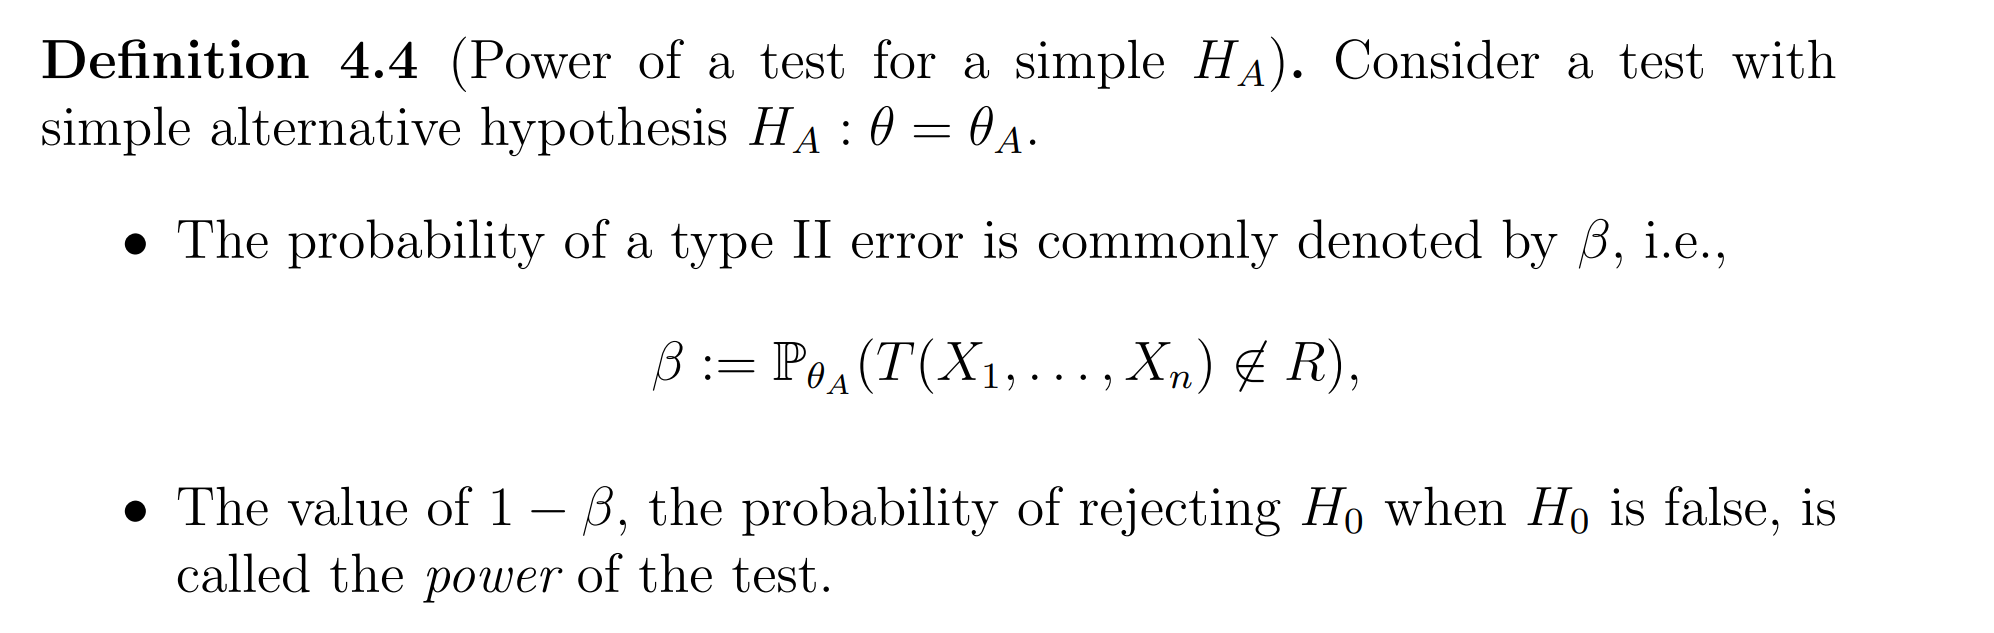 Definition 4.4 (Power of a test for a simple $H_A$). Consider a test with
simple alternative hypothesis $H_A : \theta = \theta_A$.
• The probability of a type II error is commonly denoted by $\beta$, i.e.,
$\beta := \mathbb{P}_{\theta_A}(T(X_1, \ldots, X_n) \notin R),$
• The value of $1 - \beta$, the probability of rejecting $H_0$ when $H_0$ is false, is
called the power of the test.